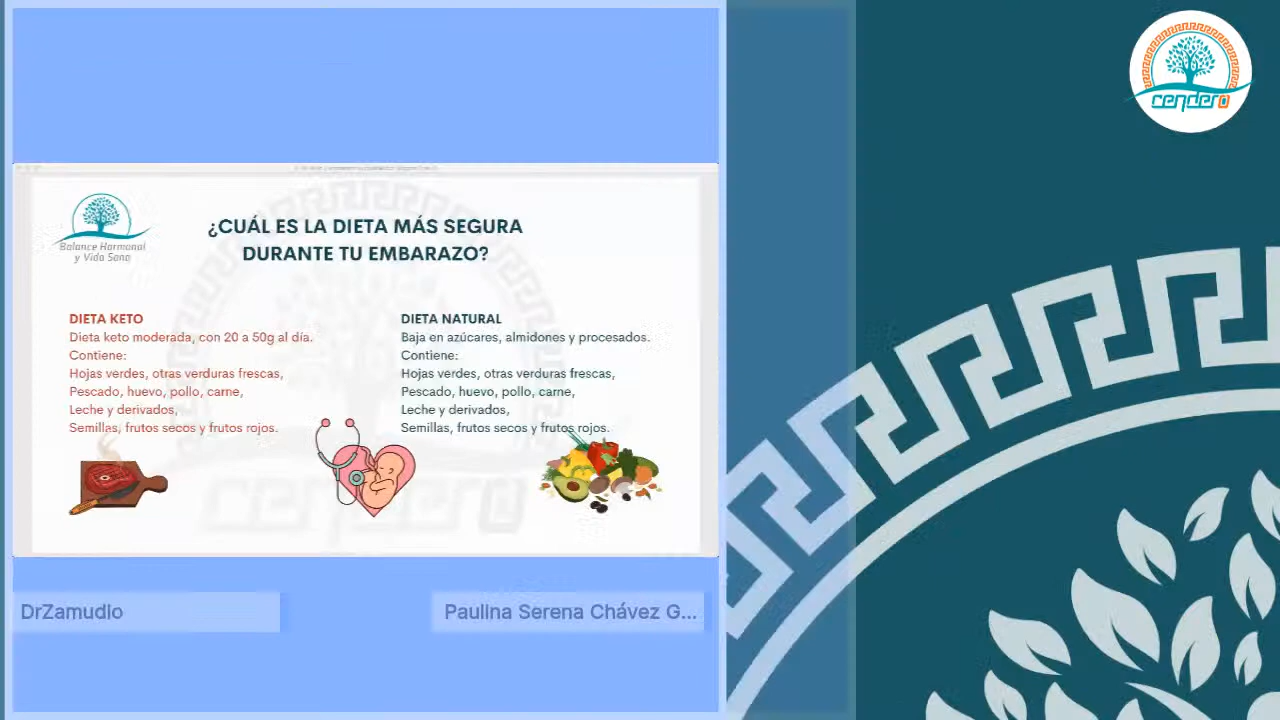 cendero
Balance Hormonal
y Vida Sana
¿CUÁL ES LA DIETA MÁS SEGURA
DURANTE TU EMBARAZO?
DIETA KETO
Dieta keto moderada, con 20 a 50g al día.
Contiene:
Hojas verdes, otras verduras frescas,
Pescado, huevo, pollo, carne,
Leche y derivados,
Semillas, frutos secos y frutos rojos.
DIETA NATURAL
Baja en azúcares, almidones y procesados.
Contiene:
Hojas verdes, otras verduras frescas,
Pescado, huevo, pollo, carne,
Leche y derivados,
Semillas, frutos secos y frutos rojos.
cendero
DrZamudio
Paulina Serena Chávez G...